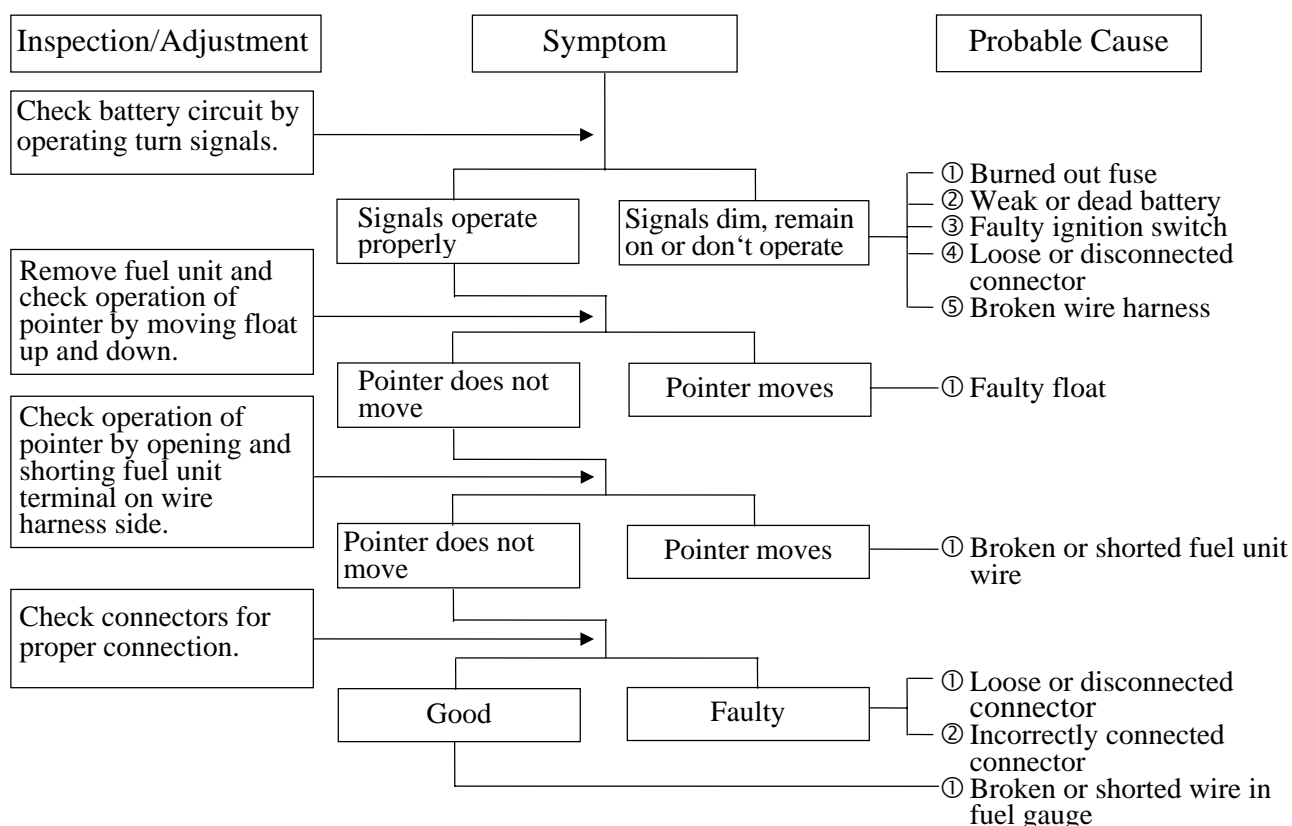 Inspection/Adjustment
Symptom
Probable Cause
Check battery circuit by
operating turn signals.
Signals operate
properly
Signals dim, remain
on or don‘t operate
① Burned out fuse
② Weak or dead battery
③ Faulty ignition switch
④ Loose or disconnected
connector
⑤ Broken wire harness
Remove fuel unit and
check operation of
pointer by moving float
up and down.
Pointer does not
move
Pointer moves
① Faulty float
Check operation of
pointer by opening and
shorting fuel unit
terminal on wire
harness side.
Pointer does not
move
Pointer moves
① Broken or shorted fuel unit
wire
Check connectors for
proper connection.
Good
Faulty
① Loose or disconnected
connector
② Incorrectly connected
connector
① Broken or shorted wire in
fuel gauge